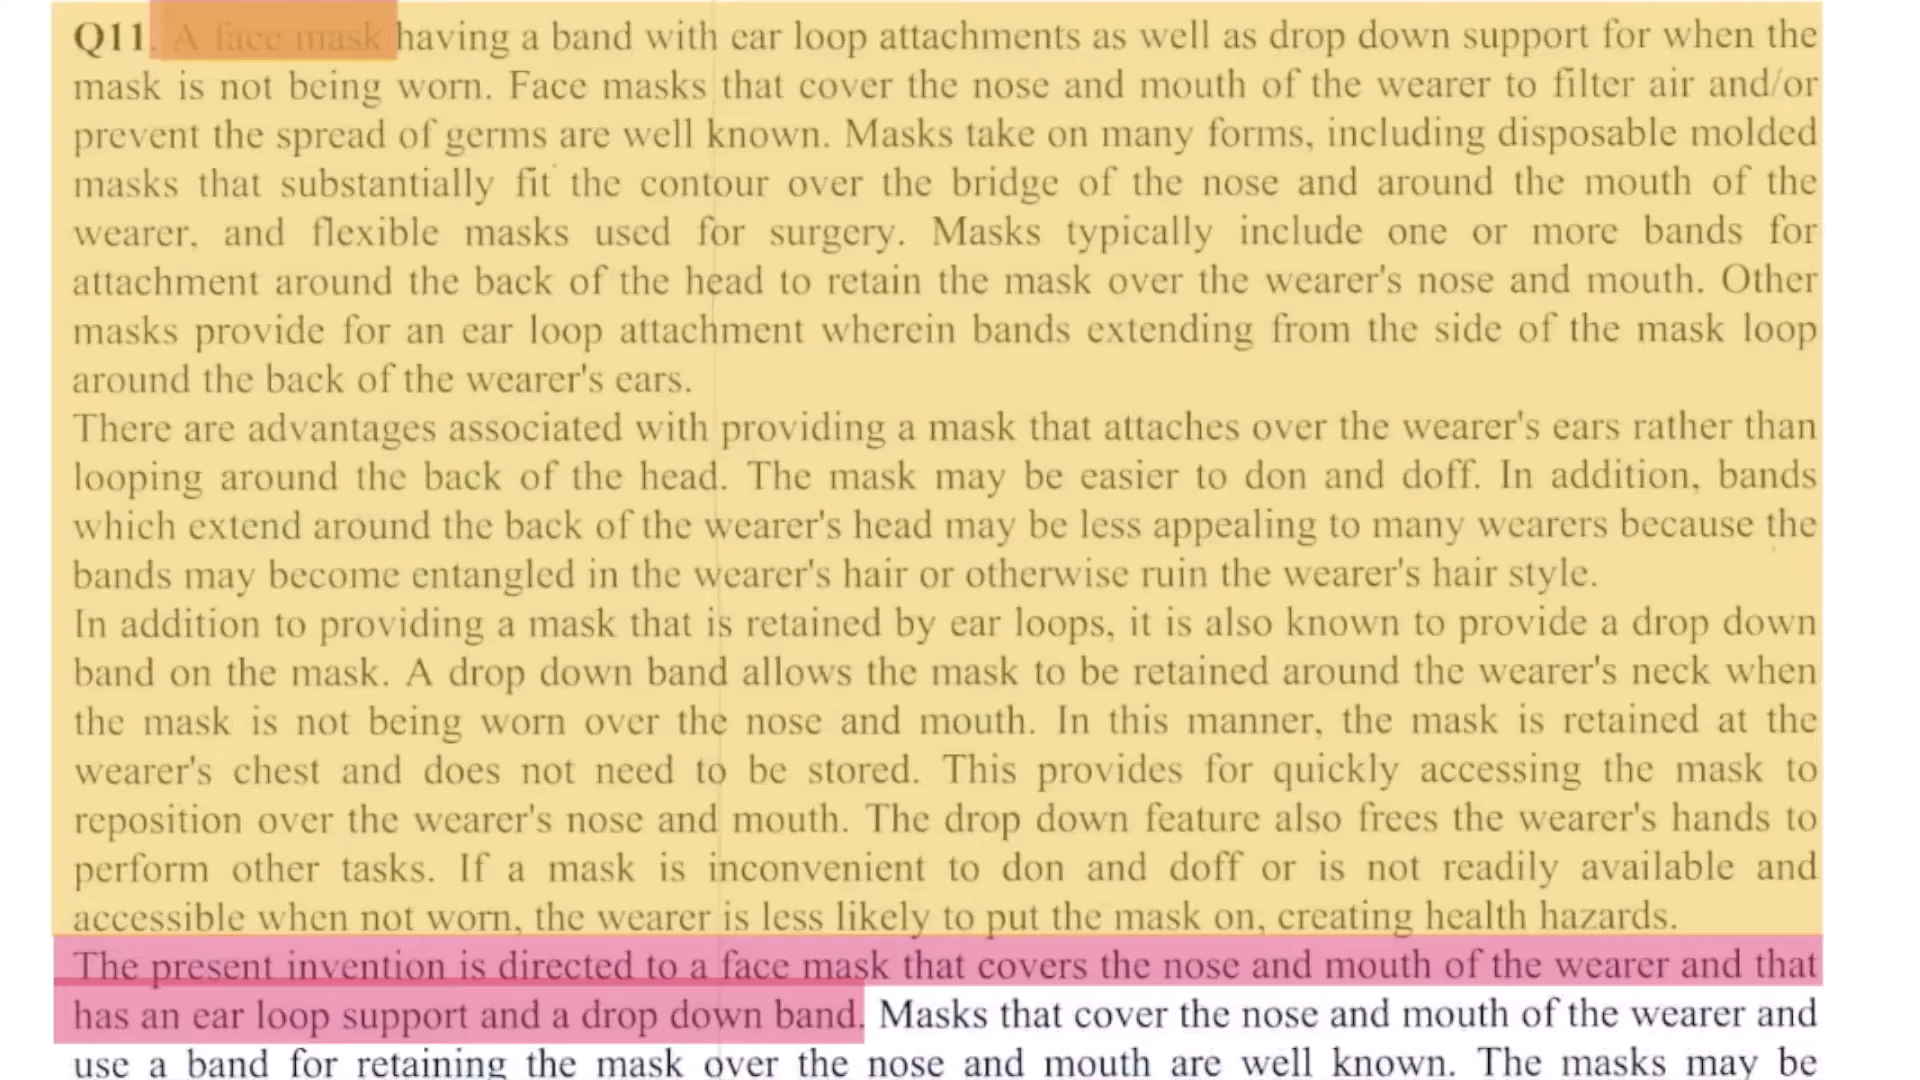 Q11. A face mask having a band with ear loop attachments as well as drop down support for when the
mask is not being worn. Face masks that cover the nose and mouth of the wearer to filter air and/or
prevent the spread of germs are well known. Masks take on many forms, including disposable molded
masks that substantially fit the contour over the bridge of the nose and around the mouth of the
wearer, and flexible masks used for surgery. Masks typically include one or more bands for
attachment around the back of the head to retain the mask over the wearer's nose and mouth. Other
masks provide for an ear loop attachment wherein bands extending from the side of the mask loop
around the back of the wearer's ears.
There are advantages associated with providing a mask that attaches over the wearer's ears rather than
looping around the back of the head. The mask may be easier to don and doff. In addition, bands
which extend around the back of the wearer's head may be less appealing to many wearers because the
bands may become entangled in the wearer's hair or otherwise ruin the wearer's hair style.
In addition to providing a mask that is retained by ear loops, it is also known to provide a drop down
band on the mask. A drop down band allows the mask to be retained around the wearer's neck when
the mask is not being worn over the nose and mouth. In this manner, the mask is retained at the
wearer's chest and does not need to be stored. This provides for quickly accessing the mask to
reposition over the wearer's nose and mouth. The drop down feature also frees the wearer's hands to
perform other tasks. If a mask is inconvenient to don and doff or is not readily available and
accessible when not worn, the wearer is less likely to put the mask on, creating health hazards.
The present invention is directed to a face mask that covers the nose and mouth of the wearer and that
has an ear loop support and a drop down band. Masks that cover the nose and mouth of the wearer and
use a band for retaining the mask over the nose and mouth are well known. The masks may be